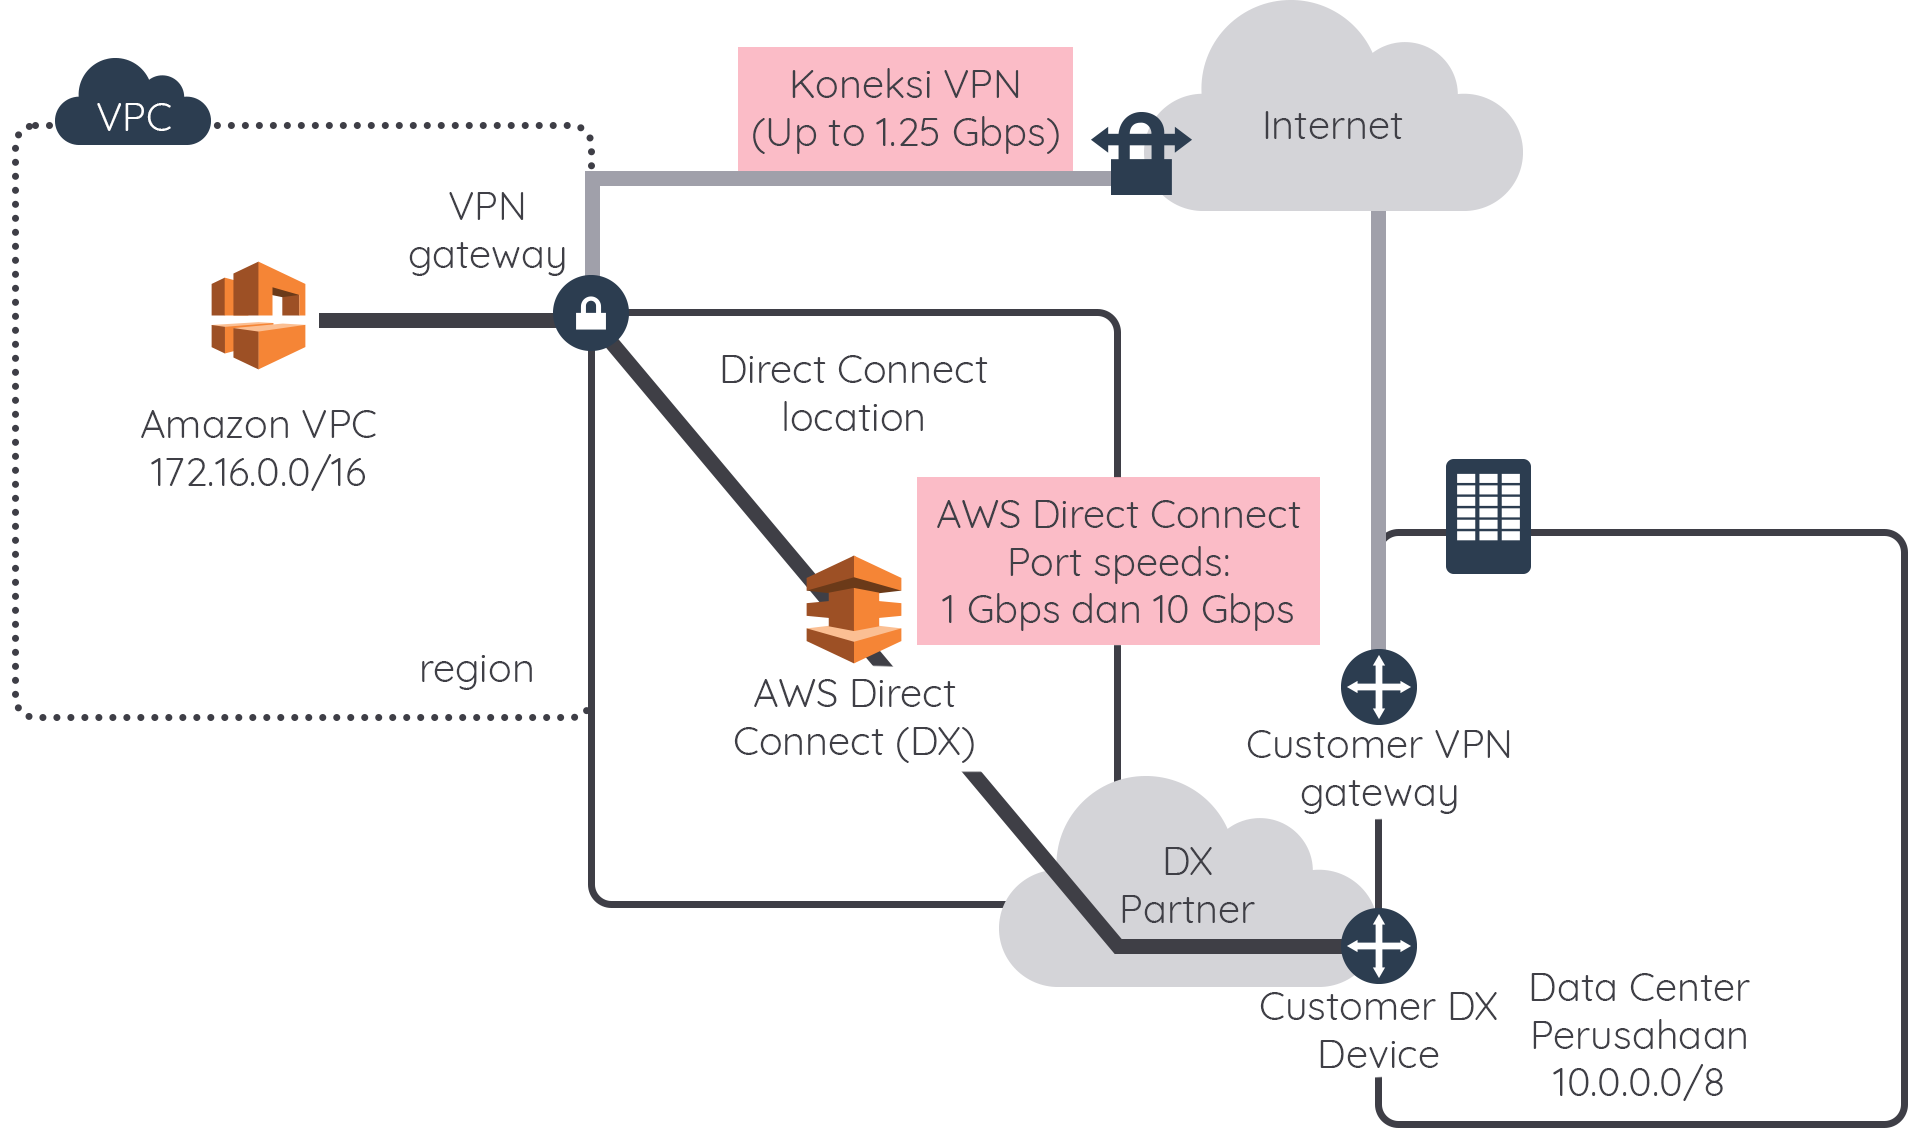 VPC
Koneksi VPN
(Up to 1.25 Gbps)
Internet
VPN
gateway
Amazon VPC
172.16.0.0/16
region
Direct Connect
location
AWS Direct Connect
Port speeds:
1 Gbps dan 10 Gbps
AWS Direct
Connect (DX)
Customer VPN
gateway
DX
Partner
Customer DX
Device
Data Center
Perusahaan
10.0.0.0/8